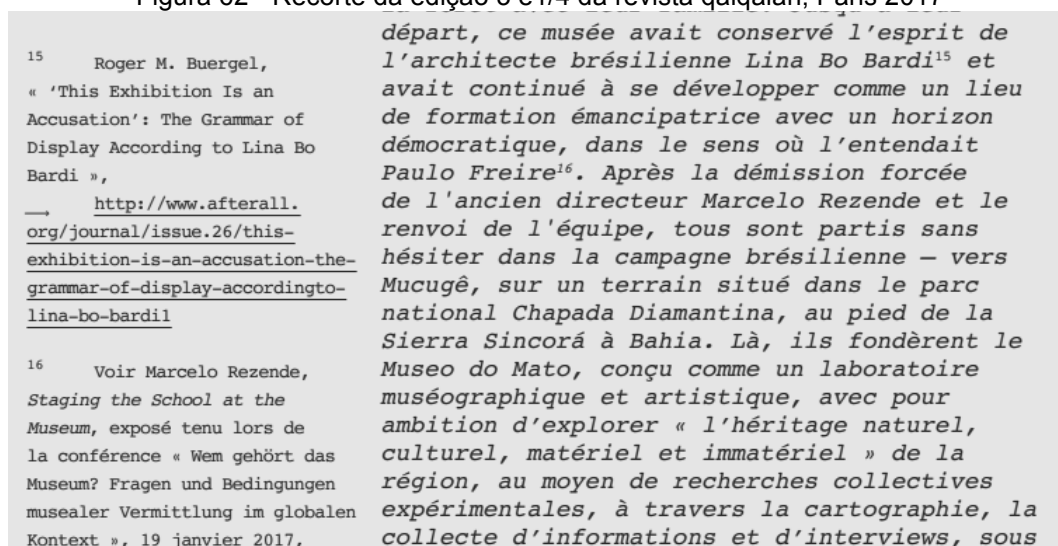 Recorte da edição da revista Paris 2017
départ, ce musée avait conservé l’esprit de
l’architecte brésilienne Lina Bo Bardi¹⁵ et
avait continué à se développer comme un lieu
de formation émancipatrice avec un horizon
démocratique, dans le sens où l’entendait
Paulo Freire¹⁶. Après la démission forcée
de l'ancien directeur Marcelo Rezende et le
renvoi de l'équipe, tous sont partis sans
hésiter dans la campagne brésilienne — vers
Mucugê, sur un terrain situé dans le parc
national Chapada Diamantina, au pied de la
Sierra Sincorá à Bahia. Là, ils fondèrent le
Museo do Mato, conçu comme un laboratoire
muséographique et artistique, avec pour
ambition d’explorer « l’héritage naturel,
culturel, matériel et immatériel » de la
région, au moyen de recherches collectives
expérimentales, à travers la cartographie, la
collecte d’informations et d’interviews, sous
¹⁵ Roger M. Buergel,
« ‘This Exhibition Is an
Accusation’: The Grammar of
Display According to Lina Bo
Bardi »,
→ http://www.afterall.
org/journal/issue.26/this-
exhibition-is-an-accusation-the-
grammar-of-display-accordingto-
lina-bo-bardi1
¹⁶ Voir Marcelo Rezende,
Staging the School at the
Museum, exposé tenu lors de
la conférence « Wem gehört das
Museum? Fragen und Bedingungen
musealer Vermittlung im globalen
Kontext », 19 janvier 2017,